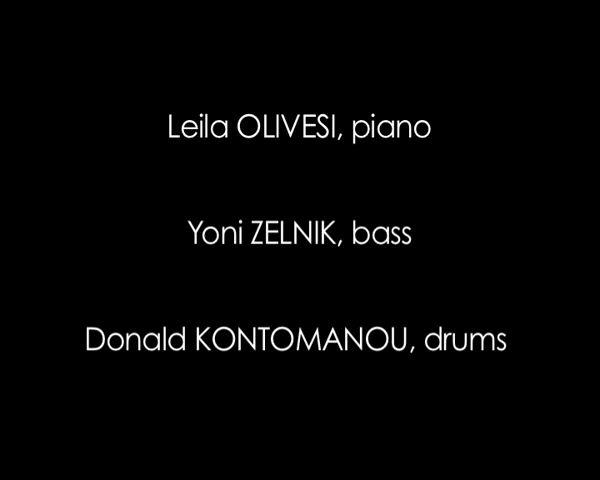 Leila OLIVESI, piano
Yoni ZELNIK, bass
Donald KONTOMANOU, drums